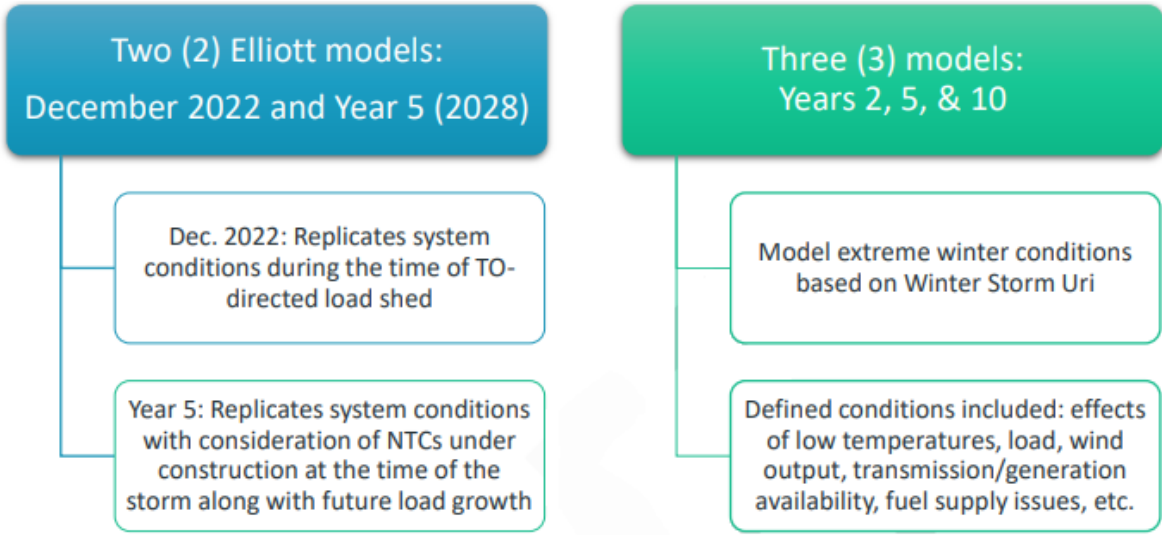 Two (2) Elliott models:
December 2022 and Year 5 (2028)
Dec. 2022: Replicates system
conditions during the time of TO-
directed load shed
Year 5: Replicates system conditions
with consideration of NTCs under
construction at the time of the
storm along with future load growth
Three (3) models:
Years 2, 5, & 10
Model extreme winter conditions
based on Winter Storm Uri
Defined conditions included: effects
of low temperatures, load, wind
output, transmission/generation
availability, fuel supply issues, etc.